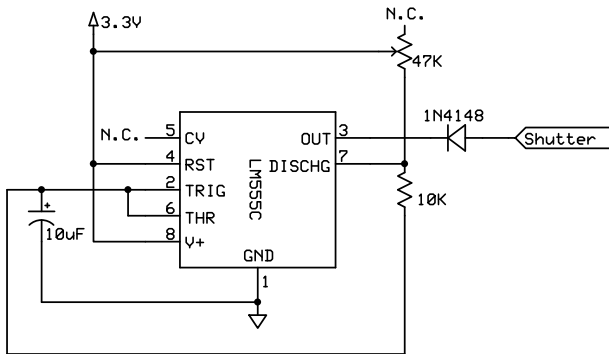 3.3V
N.C.
47K
N.C.
5
CV
4
RST
2
TRIG
6
THR
8
V+
LM555C
OUT
3
DISCHG
7
GND
1
1N4148
Shutter
10K
+
10uF